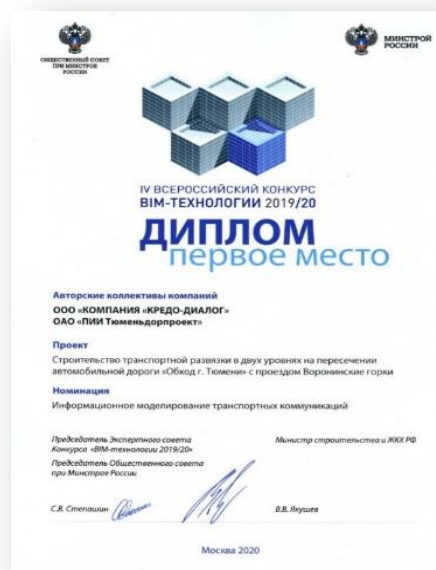 ОБЩЕСТВЕННЫЙ СОВЕТ
ПРИ МИНСТРОЕ
РОССИИ
МИНСТРОЙ
РОССИИ
IV ВСЕРОССИЙСКИЙ КОНКУРС
BIM-ТЕХНОЛОГИИ 2019/20
ДИПЛОМ
первое место
Авторские коллективы компаний
ООО «КОМПАНИЯ «КРЕДО-ДИАЛОГ»
ОАО «ПИИ Тюменьдорпроект»
Проект
Строительство транспортной развязки в двух уровнях на пересечении
автомобильной дороги «Обход г. Тюмени» с проездом Воронинские горки
Номинация
Информационное моделирование транспортных коммуникаций
Председатель Экспертного совета
Конкурса «BIM-технологии 2019/20»
Председатель Общественного совета
при Минстрое России
С.В. Степашин
Министр строительства и ЖКХ РФ
В.В. Якушев
Москва 2020